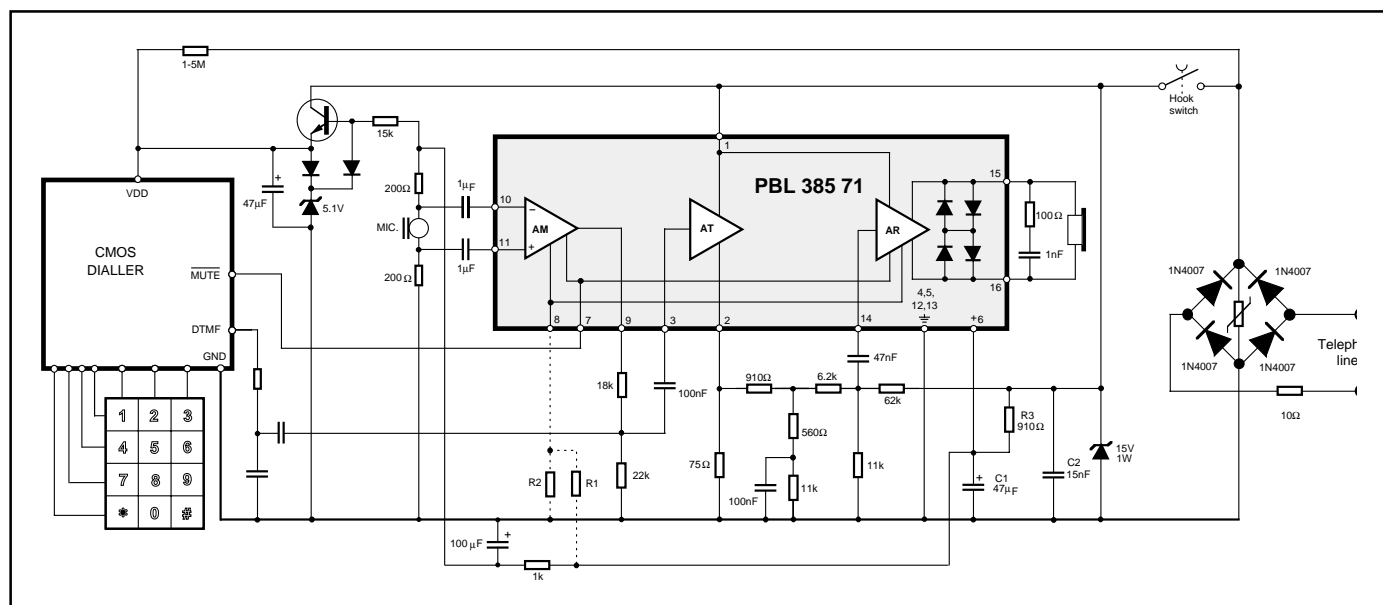 1-5M
Hook
switch
15k
1
PBL 385 71
VDD
47µF
+
5.1V
200Ω
1µF
10
−
AM
AT
AR
15
100Ω
MIC.
11
+
1µF
1nF
200Ω
16
CMOS
DIALLER
MUTE
DTMF
GND
4,5,
12,13
8
7
9
3
2
14
+6
1N4007
1N4007
1N4007
1N4007
Teleph
line
10Ω
47nF
18k
100nF
910Ω
6.2k
62k
560Ω
R3
910Ω
1 2 3
4 5 6
7 8 9
* 0 #
R2
R1
22k
75Ω
100nF
11k
11k
+
C1
47µF
C2
15nF
15V
1W
100 µF
+
1k